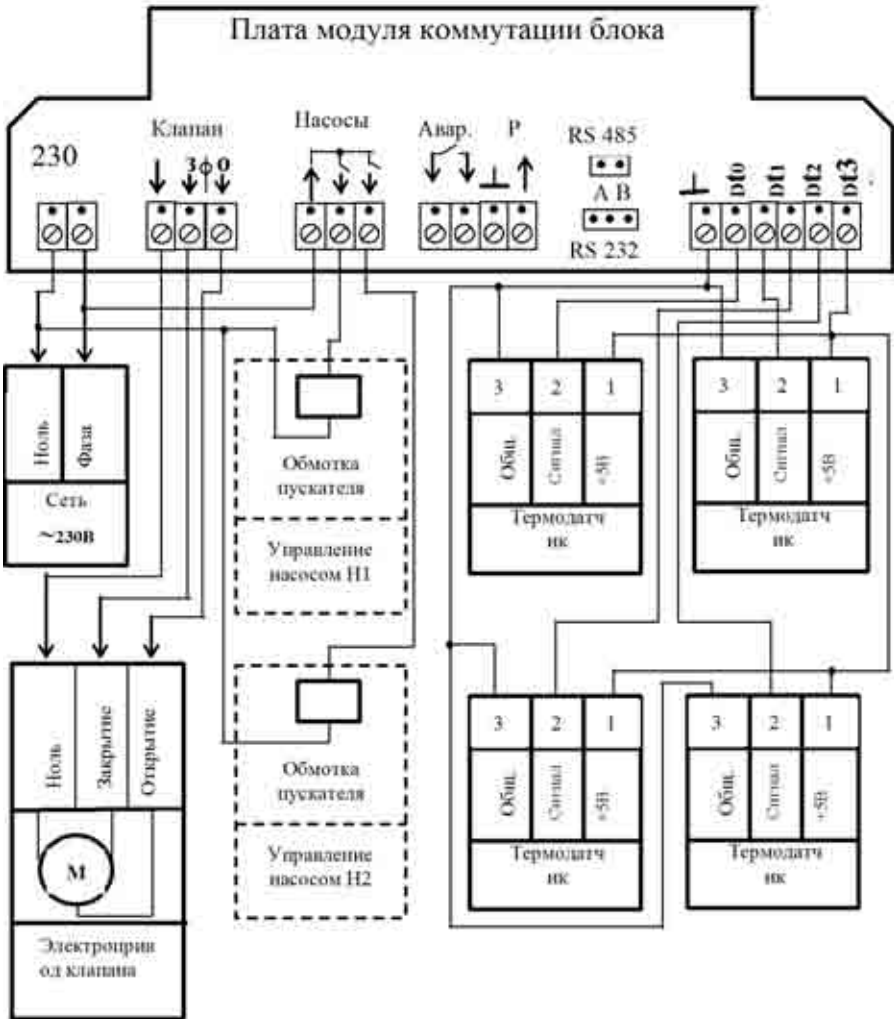 Плата модуля коммутации блока
230
Клапан
З ф О
Насосы
Авар.
P
RS 485
A B
RS 232
Dt0
Dt1
Dt2
Dt3
Ноль
Фаза
Сеть
~230В
Обмотка
пускателя
Управление
насосом Н1
Обмотка
пускателя
Управление
насосом Н2
Ноль
Закрытие
Открытие
М
Электроприв
од клапана
3
2
1
Общ.
Сигнал
+5В
Термодатч
ик
3
2
1
Общ.
Сигнал
+5В
Термодатч
ик
3
2
1
Общ.
Сигнал
+5В
Термодатч
ик
3
2
1
Общ.
Сигнал
+5В
Термодатч
ик